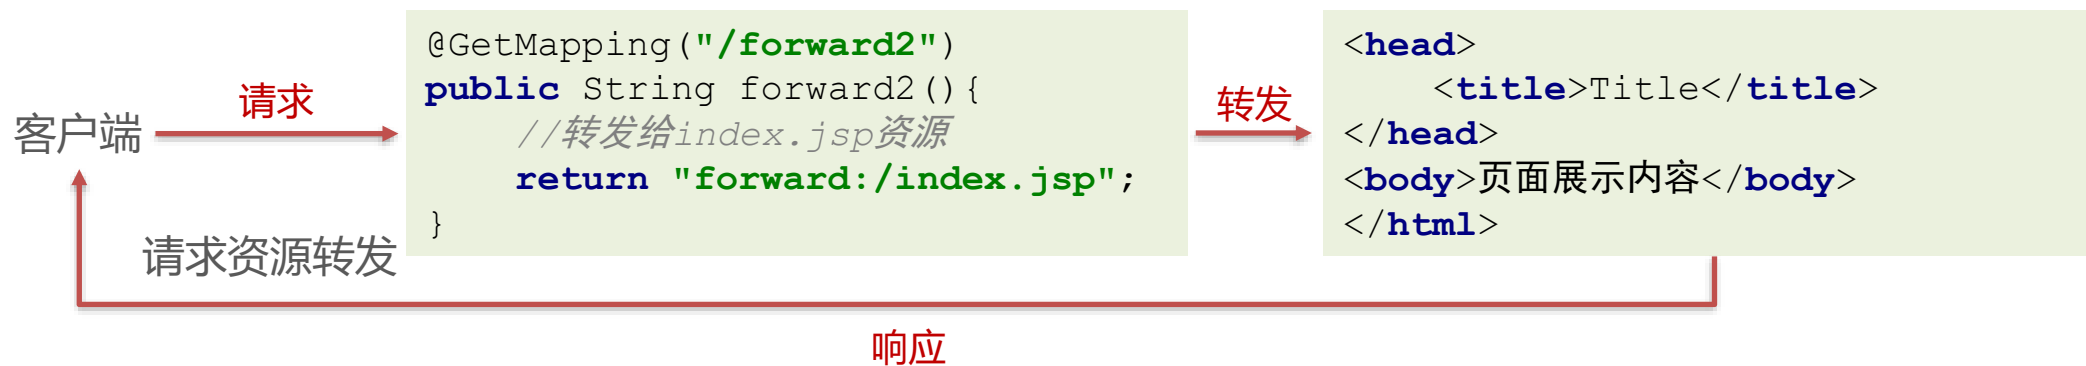 客户端
请求
@GetMapping("/forward2")
public String forward2(){
    //转发给index.jsp资源
    return "forward:/index.jsp";
}
转发
<head>
    <title>Title</title>
</head>
<body>页面展示内容</body>
</html>
请求资源转发
响应